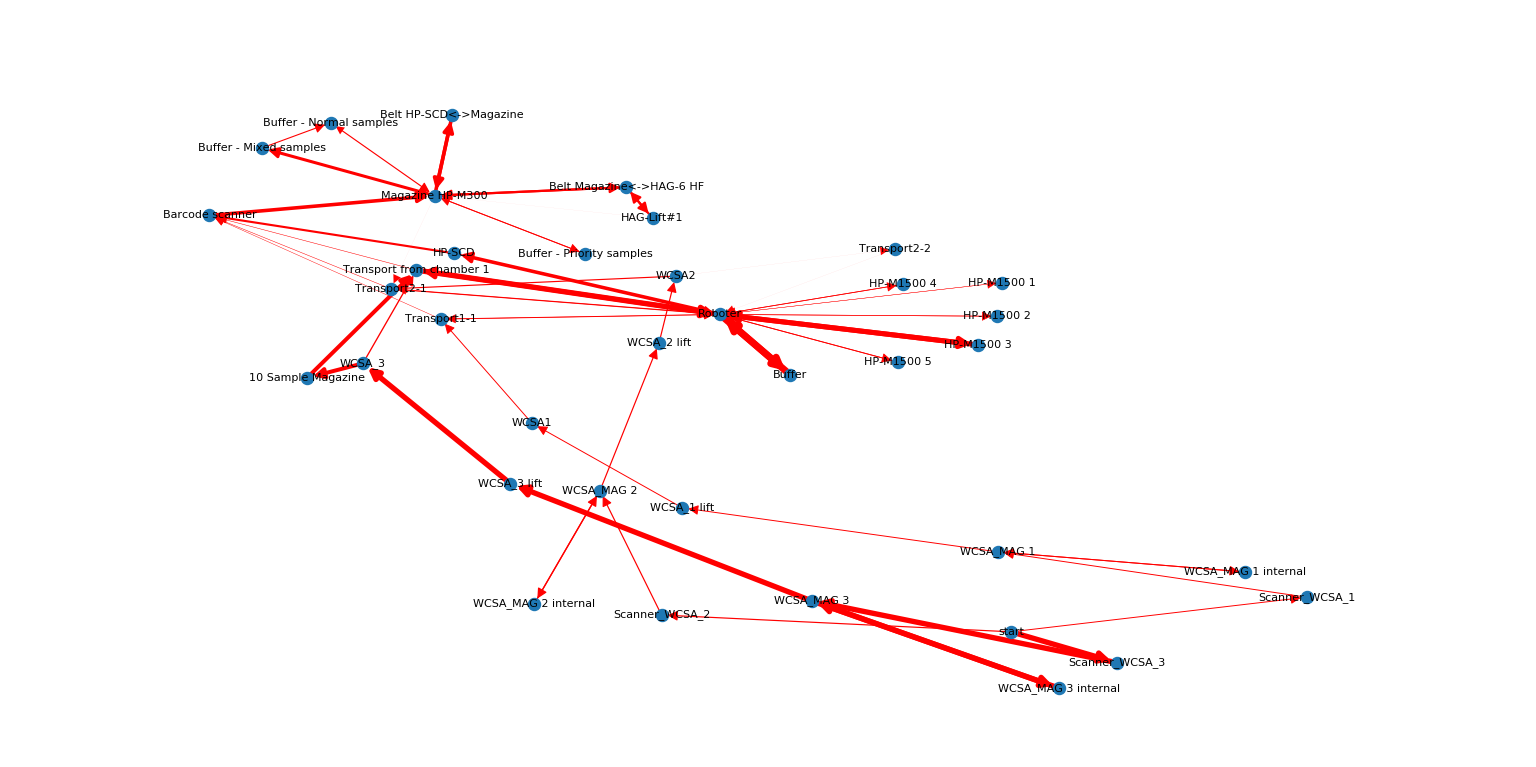 Belt HP-SCD<->Magazine
Buffer - Normal samples
Buffer - Mixed samples
Belt Magazine<->HAG-6 HF
Magazine HP-M300
Barcode scanner
HAG-Lift#1
Transport2-2
HP-SCD
Buffer - Priority samples
Transport from chamber 1
WCSA2
HP-M1500 4
HP-M1500 1
Transport2-1
Roboter
HP-M1500 2
Transport1-1
WCSA_2 lift
HP-M1500 3
WCSA_3
HP-M1500 5
10 Sample Magazine
Buffer
WCSA1
WCSA_3 lift
WCSA_MAG 2
WCSA_1 lift
WCSA_MAG 1
WCSA_MAG 1 internal
Scanner_WCSA_1
WCSA_MAG 3
WCSA_MAG 2 internal
Scanner_WCSA_2
start
Scanner_WCSA_3
WCSA_MAG 3 internal